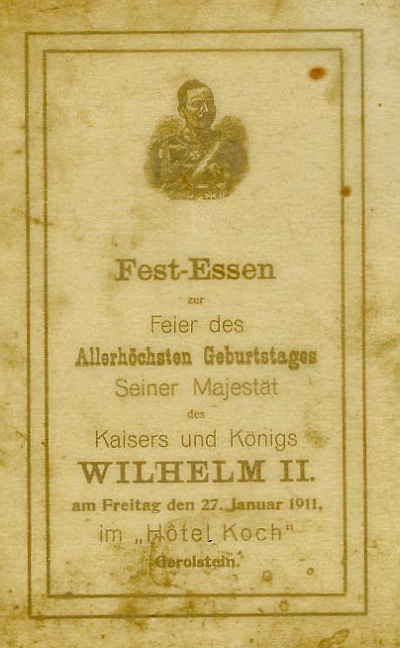 Fest-Essen
zur
Feier des
Allerhöchsten Geburtstages
Seiner Majestät
des
Kaisers und Königs
WILHELM II.
am Freitag den 27. Januar 1911,
im „Hôtel Koch“
Gerolstein.